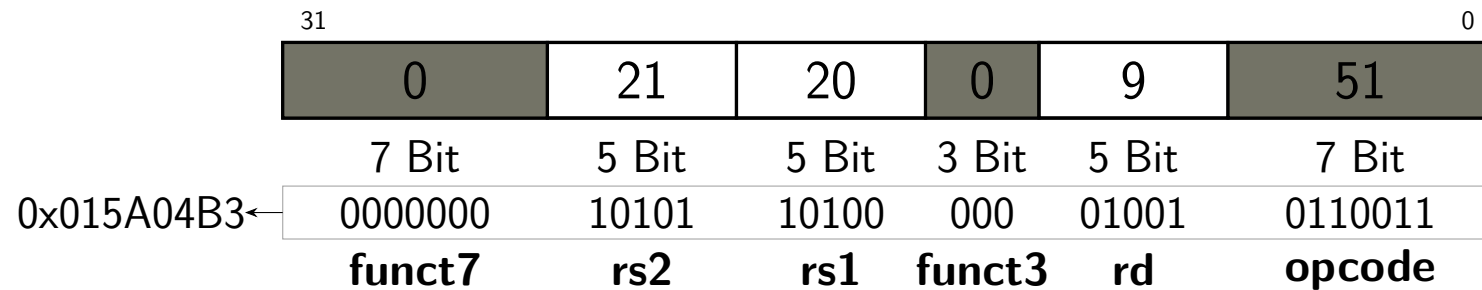 31 0
0 21 20 0 9 51
7 Bit 5 Bit 5 Bit 3 Bit 5 Bit 7 Bit
0x015A04B3 0000000 10101 10100 000 01001 0110011
funct7 rs2 rs1 funct3 rd opcode